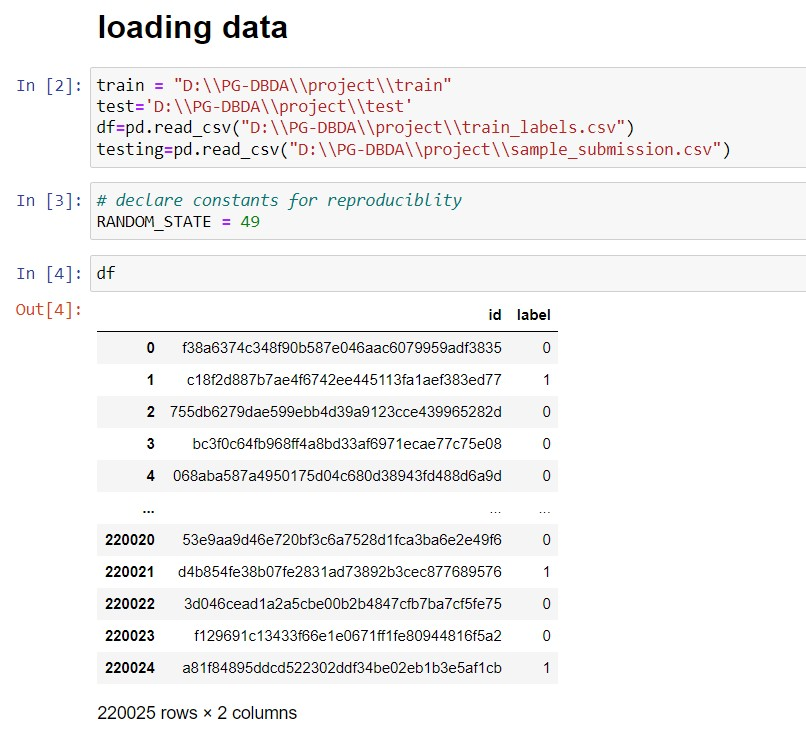 loading data
In [2]: train = "D:\\PG-DBDA\\project\\train"
test='D:\\PG-DBDA\\project\\test'
df=pd.read_csv("D:\\PG-DBDA\\project\\train_labels.csv")
testing=pd.read_csv("D:\\PG-DBDA\\project\\sample_submission.csv")
In [3]: # declare constants for reproduciblity
RANDOM_STATE = 49
In [4]: df
Out[4]:
id label
0 f38a6374c348f90b587e046aac6079959adf3835 0
1 c18f2d887b7ae4f6742ee445113fa1aef383ed77 1
2 755db6279dae599ebb4d39a9123cce439965282d 0
3 bc3f0c64fb968ff4a8bd33af6971ecae77c75e08 0
4 068aba587a4950175d04c680d38943fd488d6a9d 0
... ... ...
220020 53e9aa9d46e720bf3c6a7528d1fca3ba6e2e49f6 0
220021 d4b854fe38b07fe2831ad73892b3cec877689576 1
220022 3d046cead1a2a5cbe00b2b4847cfb7ba7cf5fe75 0
220023 f129691c13433f66e1e0671ff1fe80944816f5a2 0
220024 a81f84895ddcd522302ddf34be02eb1b3e5af1cb 1
220025 rows × 2 columns